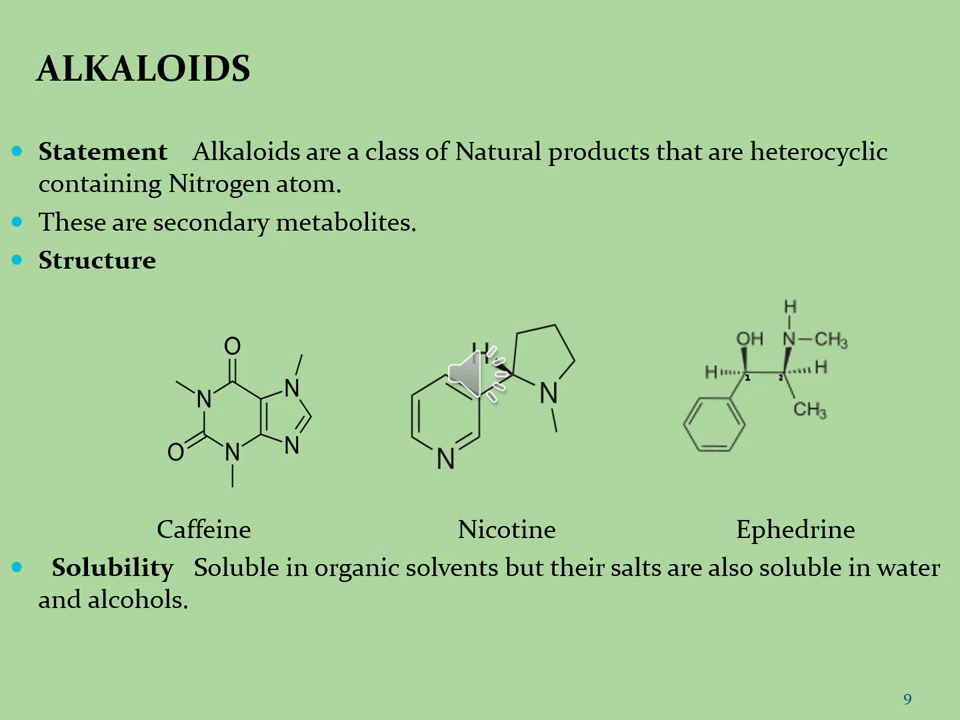 ALKALOIDS
Statement Alkaloids are a class of Natural products that are heterocyclic
containing Nitrogen atom.
These are secondary metabolites.
Structure
O
N
N
O
N
N
H
N
N
H
OH
N
CH3
H
1
2
H
CH3
Caffeine
Nicotine
Ephedrine
Solubility Soluble in organic solvents but their salts are also soluble in water
and alcohols.
9